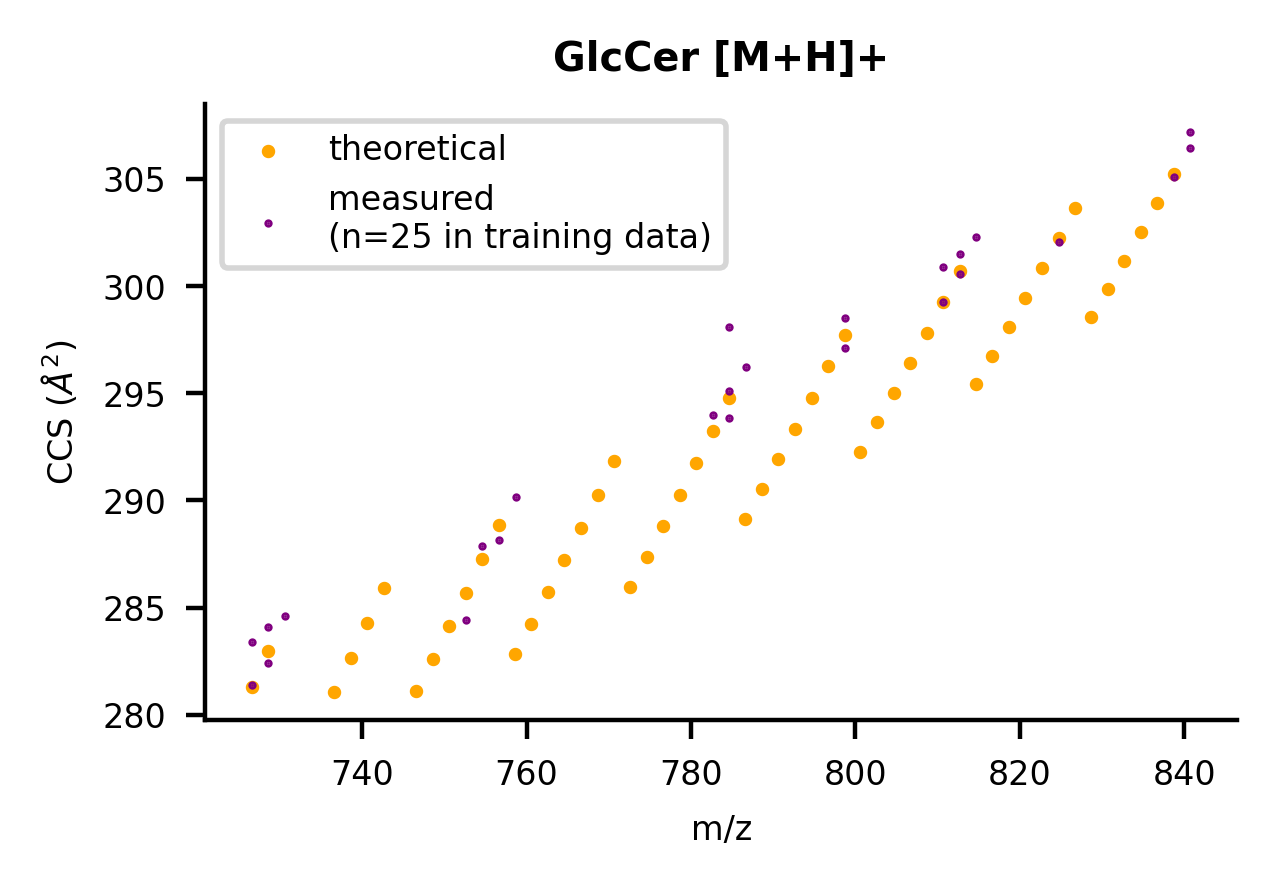 GlcCer [M+H]+
theoretical
measured
(n=25 in training data)
CCS (Å²)
305
300
295
290
285
280
740
760
780
800
820
840
m/z